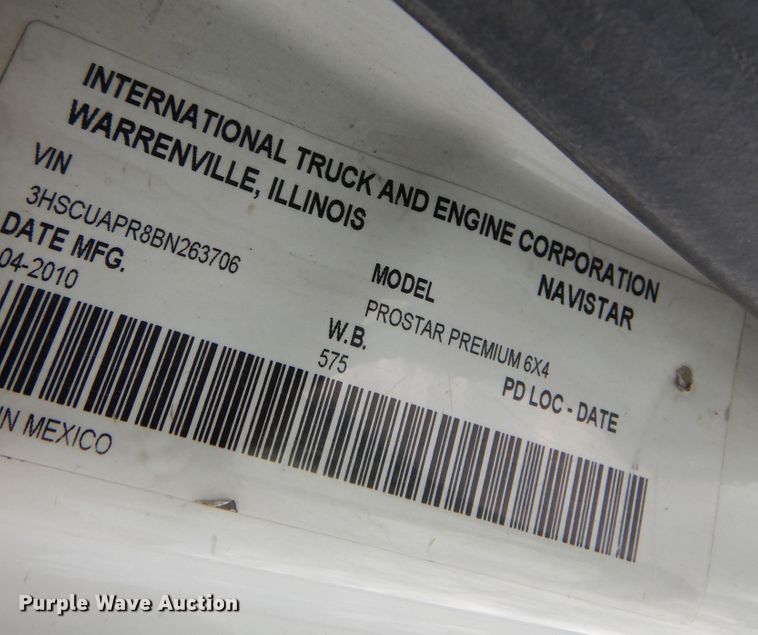 INTERNATIONAL TRUCK AND ENGINE CORPORATION
WARRENVILLE, ILLINOIS
NAVISTAR
VIN
3HSCUAPR8BN263706
MODEL
PROSTAR PREMIUM 6X4
DATE MFG.
04-2010
W.B.
575
PD LOC - DATE
IN MEXICO
Purple Wave Auction